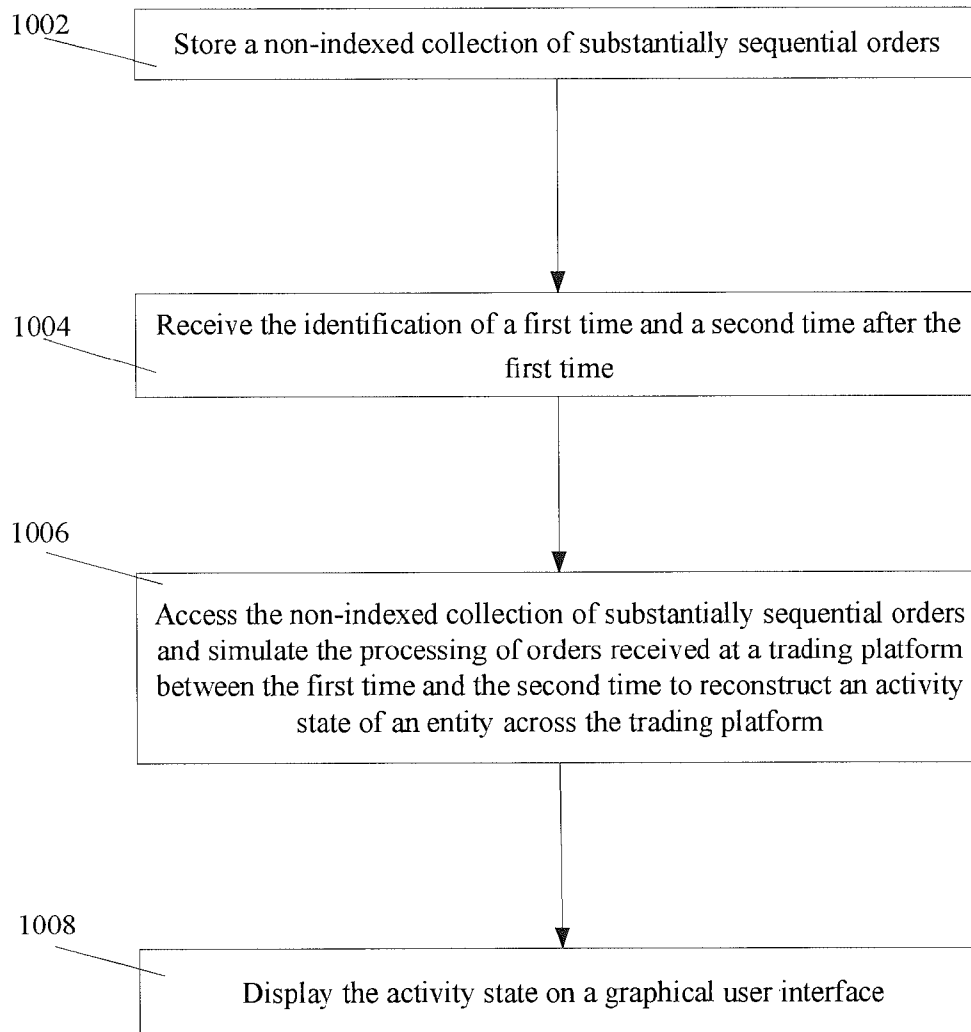 1002
Store a non-indexed collection of substantially sequential orders
1004
Receive the identification of a first time and a second time after the
first time
1006
Access the non-indexed collection of substantially sequential orders
and simulate the processing of orders received at a trading platform
between the first time and the second time to reconstruct an activity
state of an entity across the trading platform
1008
Display the activity state on a graphical user interface